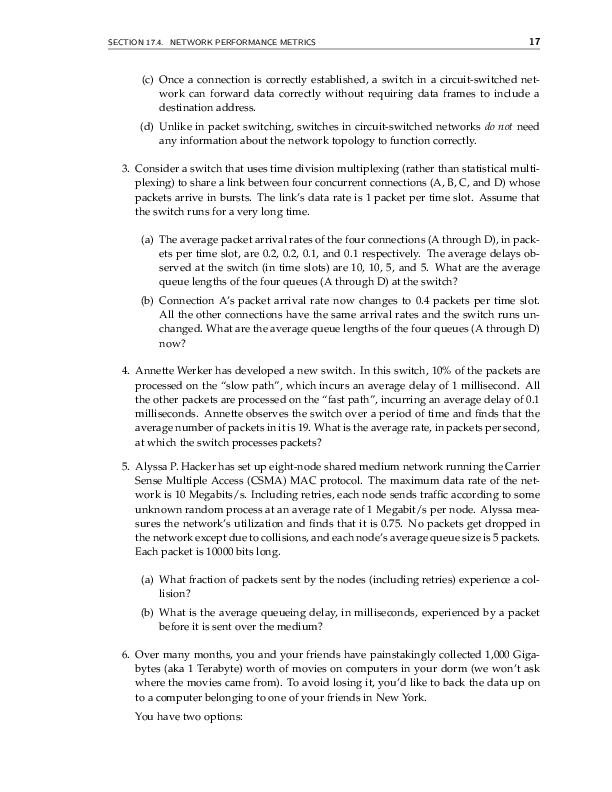 SECTION 17.4. NETWORK PERFORMANCE METRICS 17
(c) Once a connection is correctly established, a switch in a circuit-switched net-
work can forward data correctly without requiring data frames to include a
destination address.
(d) Unlike in packet switching, switches in circuit-switched networks do not need
any information about the network topology to function correctly.
3. Consider a switch that uses time division multiplexing (rather than statistical multi-
plexing) to share a link between four concurrent connections (A, B, C, and D) whose
packets arrive in bursts. The link's data rate is 1 packet per time slot. Assume that
the switch runs for a very long time.
(a) The average packet arrival rates of the four connections (A through D), in pack-
ets per time slot, are 0.2, 0.2, 0.1, and 0.1 respectively. The average delays ob-
served at the switch (in time slots) are 10, 10, 5, and 5. What are the average
queue lengths of the four queues (A through D) at the switch?
(b) Connection A's packet arrival rate now changes to 0.4 packets per time slot.
All the other connections have the same arrival rates and the switch runs un-
changed. What are the average queue lengths of the four queues (A through D)
now?
4. Annette Werker has developed a new switch. In this switch, 10% of the packets are
processed on the "slow path", which incurs an average delay of 1 millisecond. All
the other packets are processed on the "fast path", incurring an average delay of 0.1
milliseconds. Annette observes the switch over a period of time and finds that the
average number of packets in it is 19. What is the average rate, in packets per second,
at which the switch processes packets?
5. Alyssa P. Hacker has set up eight-node shared medium network running the Carrier
Sense Multiple Access (CSMA) MAC protocol. The maximum data rate of the net-
work is 10 Megabits/s. Including retries, each node sends traffic according to some
unknown random process at an average rate of 1 Megabit/s per node. Alyssa mea-
sures the network's utilization and finds that it is 0.75. No packets get dropped in
the network except due to collisions, and each node's average queue size is 5 packets.
Each packet is 10000 bits long.
(a) What fraction of packets sent by the nodes (including retries) experience a col-
lision?
(b) What is the average queueing delay, in milliseconds, experienced by a packet
before it is sent over the medium?
6. Over many months, you and your friends have painstakingly collected 1,000 Giga-
bytes (aka 1 Terabyte) worth of movies on computers in your dorm (we won't ask
where the movies came from). To avoid losing it, you'd like to back the data up on
to a computer belonging to one of your friends in New York.
You have two options: